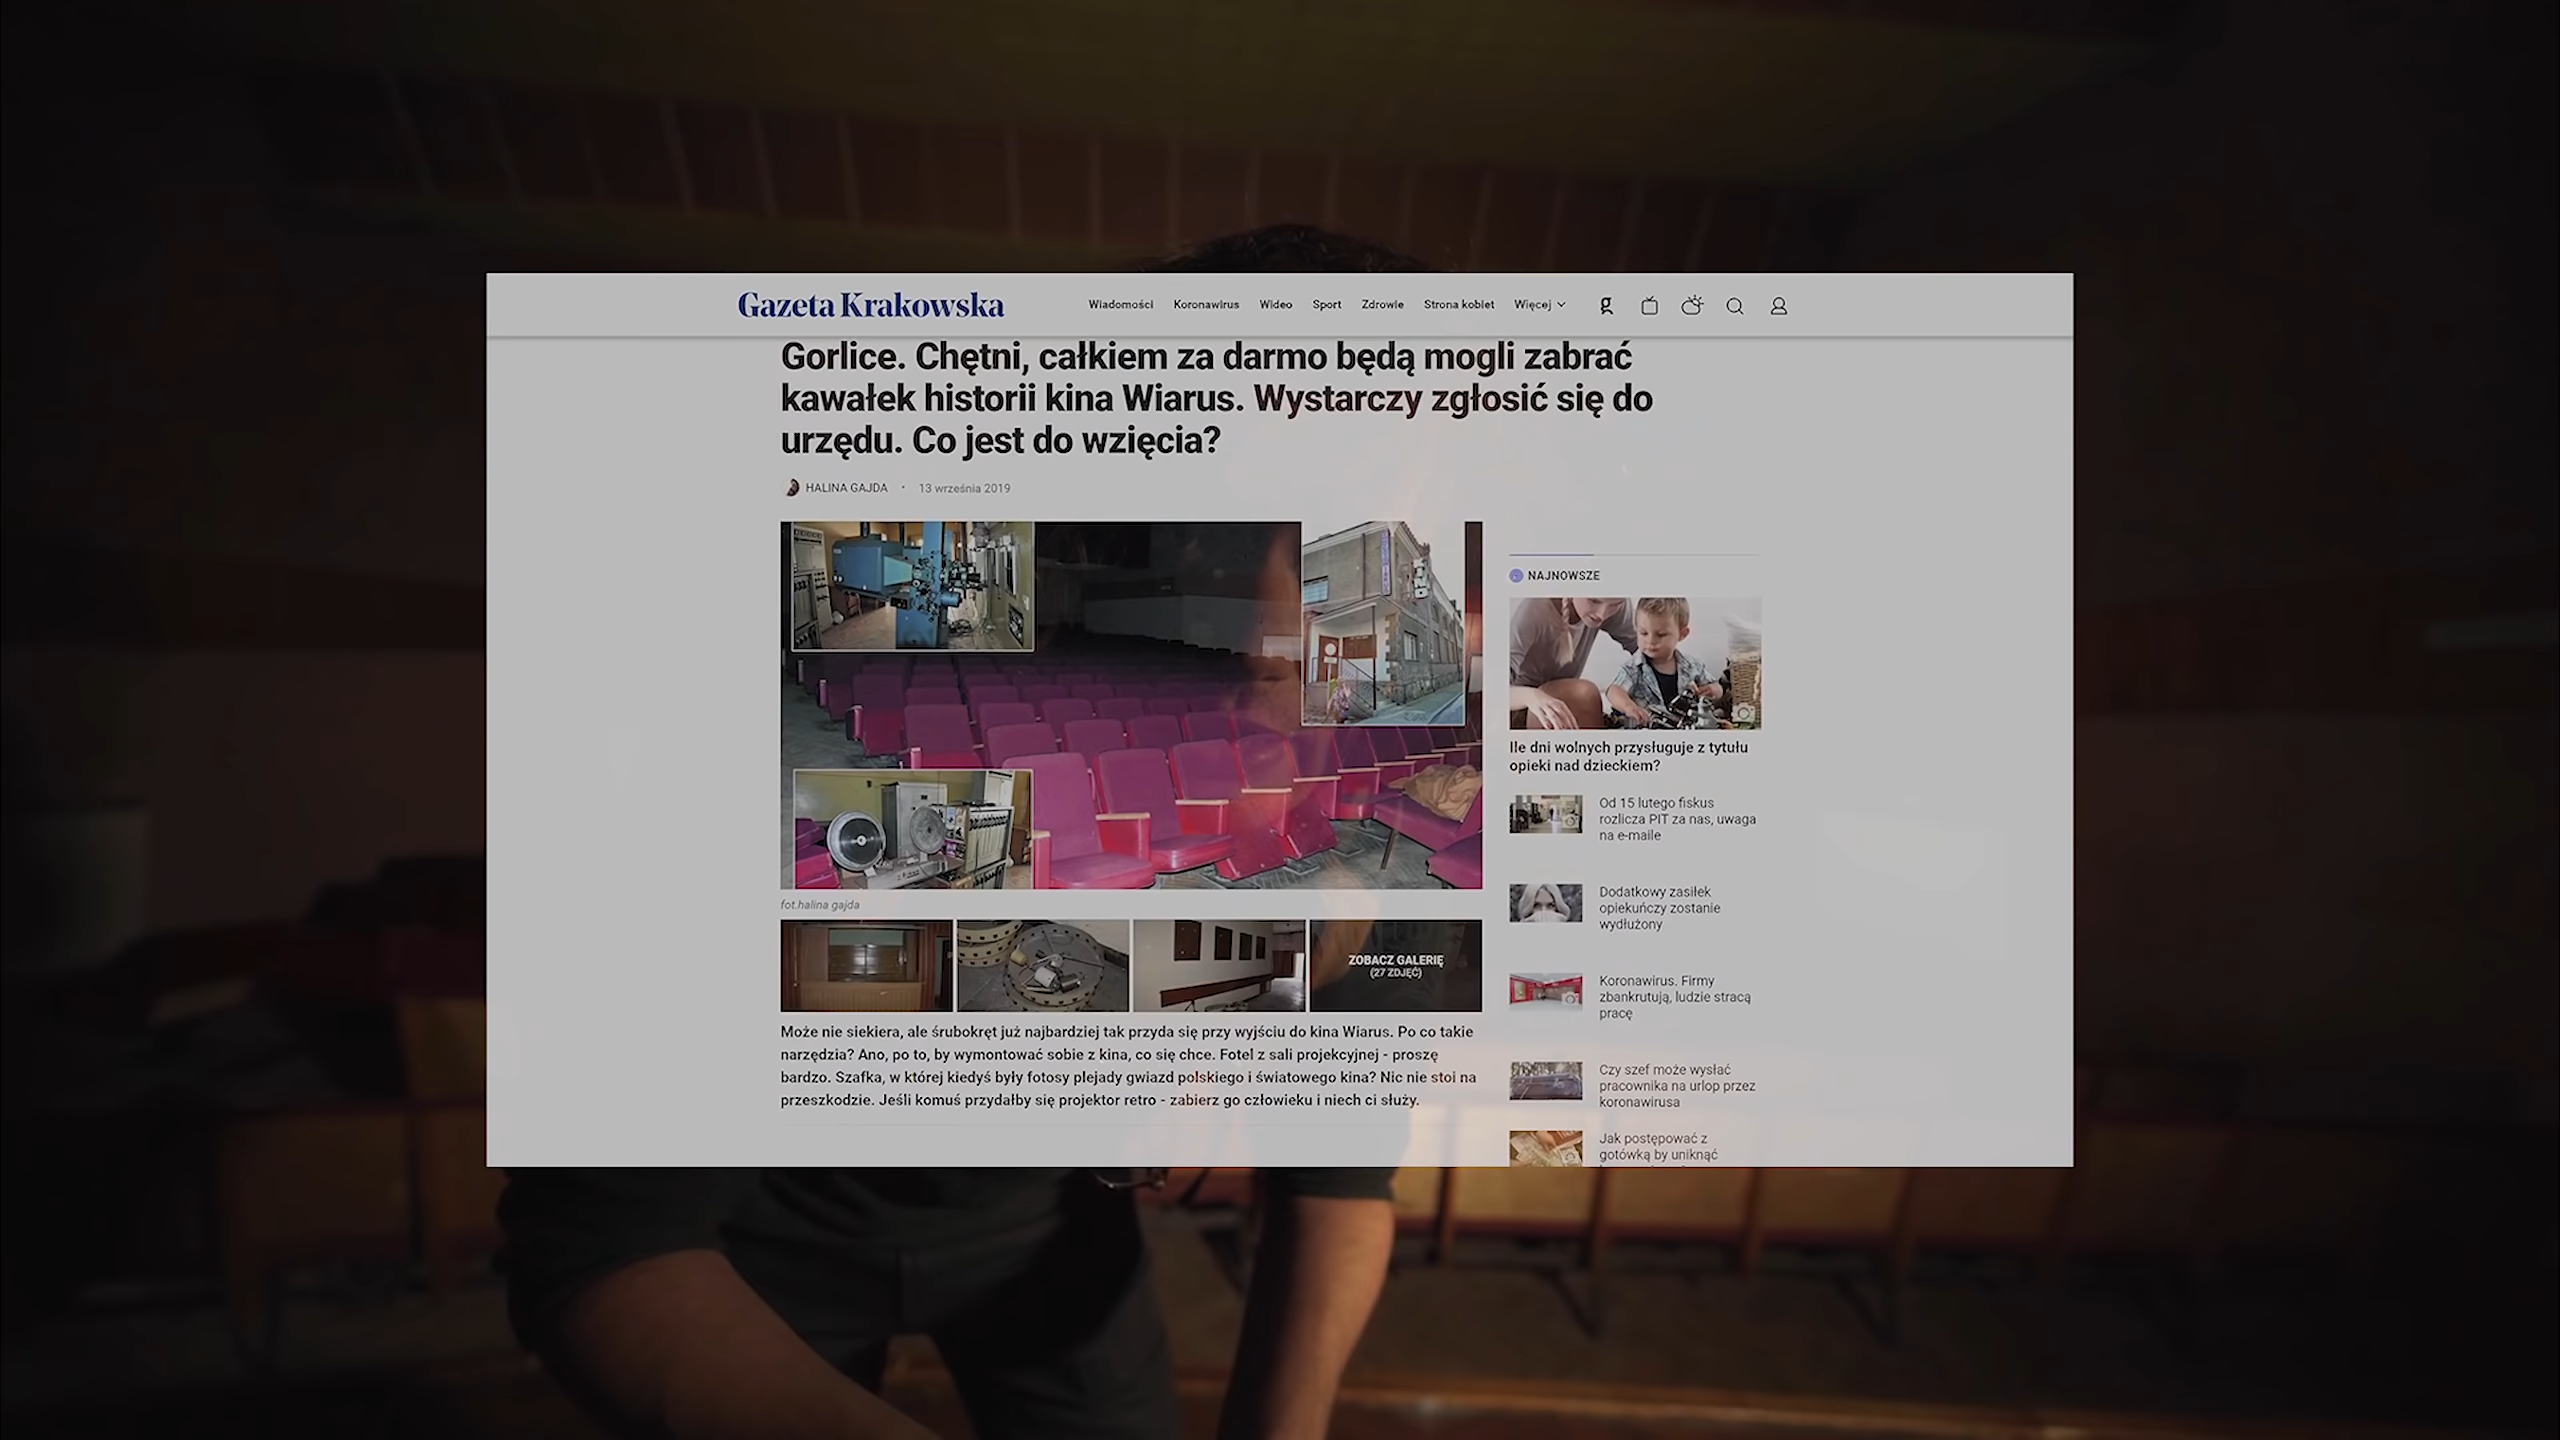 Gazeta Krakowska
Wiadomości Koronawirus Wideo Sport Zdrowie Strona kobiet Więcej
Gorlice. Chętni, całkiem za darmo będą mogli zabrać
kawałek historii kina Wiarus. Wystarczy zgłosić się do
urzędu. Co jest do wzięcia?
HALINA GAJDA • 13 września 2019
fot.halina gajda
ZOBACZ GALERIĘ
(27 ZDJĘĆ)
Może nie siekiera, ale śrubokręt już najbardziej tak przyda się przy wyjściu do kina Wiarus. Po co takie
narzędzia? Ano, po to, by wymontować sobie z kina, co się chce. Fotel z sali projekcyjnej - proszę
bardzo. Szafka, w której kiedyś były fotosy plejady gwiazd polskiego i światowego kina? Nic nie stoi na
przeszkodzie. Jeśli komuś przydałby się projektor retro - zabierz go człowieku i niech ci służy.
NAJNOWSZE
Ile dni wolnych przysługuje z tytułu
opieki nad dzieckiem?
Od 15 lutego fiskus
rozlicza PIT za nas, uwaga
na e-maile
Dodatkowy zasiłek
opiekuńczy zostanie
wydłużony
Koronawirus. Firmy
zbankrutują, ludzie stracą
pracę
Czy szef może wysłać
pracownika na urlop przez
koronawirusa
Jak postępować z
gotówką by uniknąć